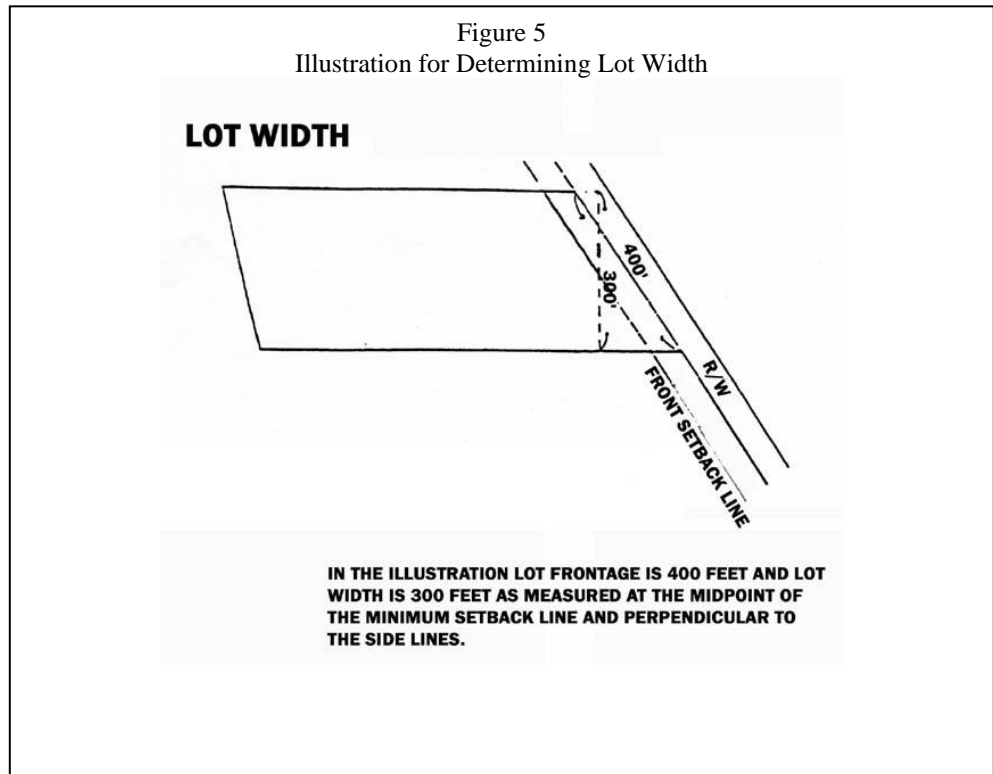 Figure 5
Illustration for Determining Lot Width
LOT WIDTH
400'
300'
R/W
FRONT SETBACK LINE
IN THE ILLUSTRATION LOT FRONTAGE IS 400 FEET AND LOT
WIDTH IS 300 FEET AS MEASURED AT THE MIDPOINT OF
THE MINIMUM SETBACK LINE AND PERPENDICULAR TO
THE SIDE LINES.